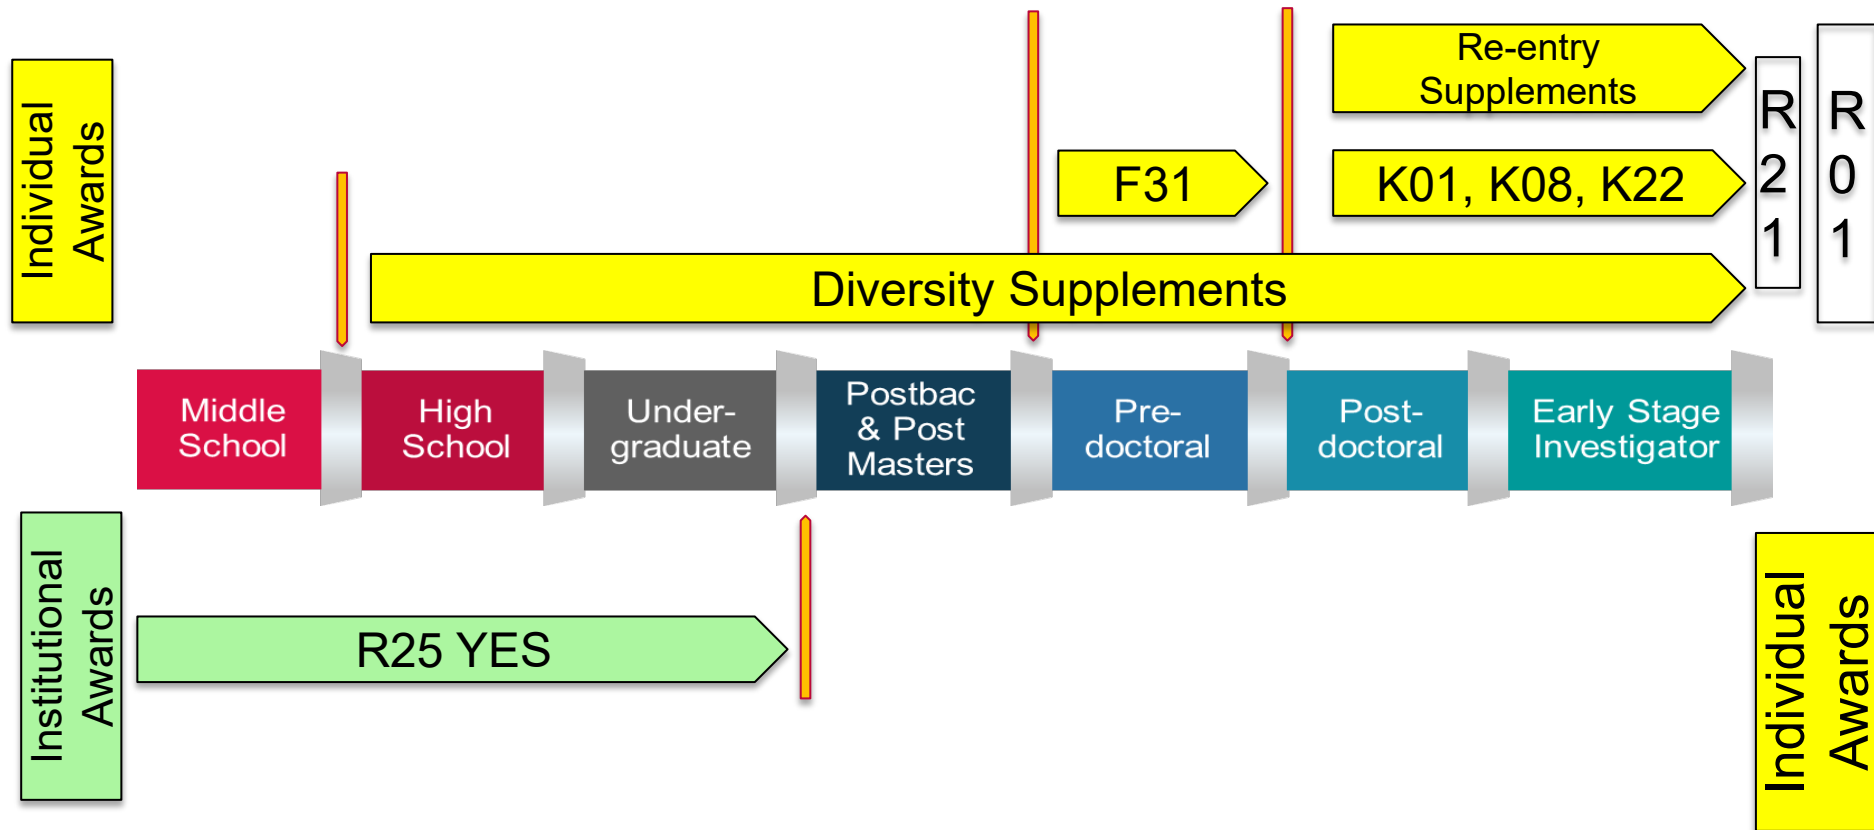 Individual
Awards
Re-entry
Supplements
F31
K01, K08, K22
Diversity Supplements
R
2
1
R
0
1
Middle
School
High
School
Under-
graduate
Postbac
& Post
Masters
Pre-
doctoral
Post-
doctoral
Early Stage
Investigator
Institutional
Awards
R25 YES
Individual
Awards